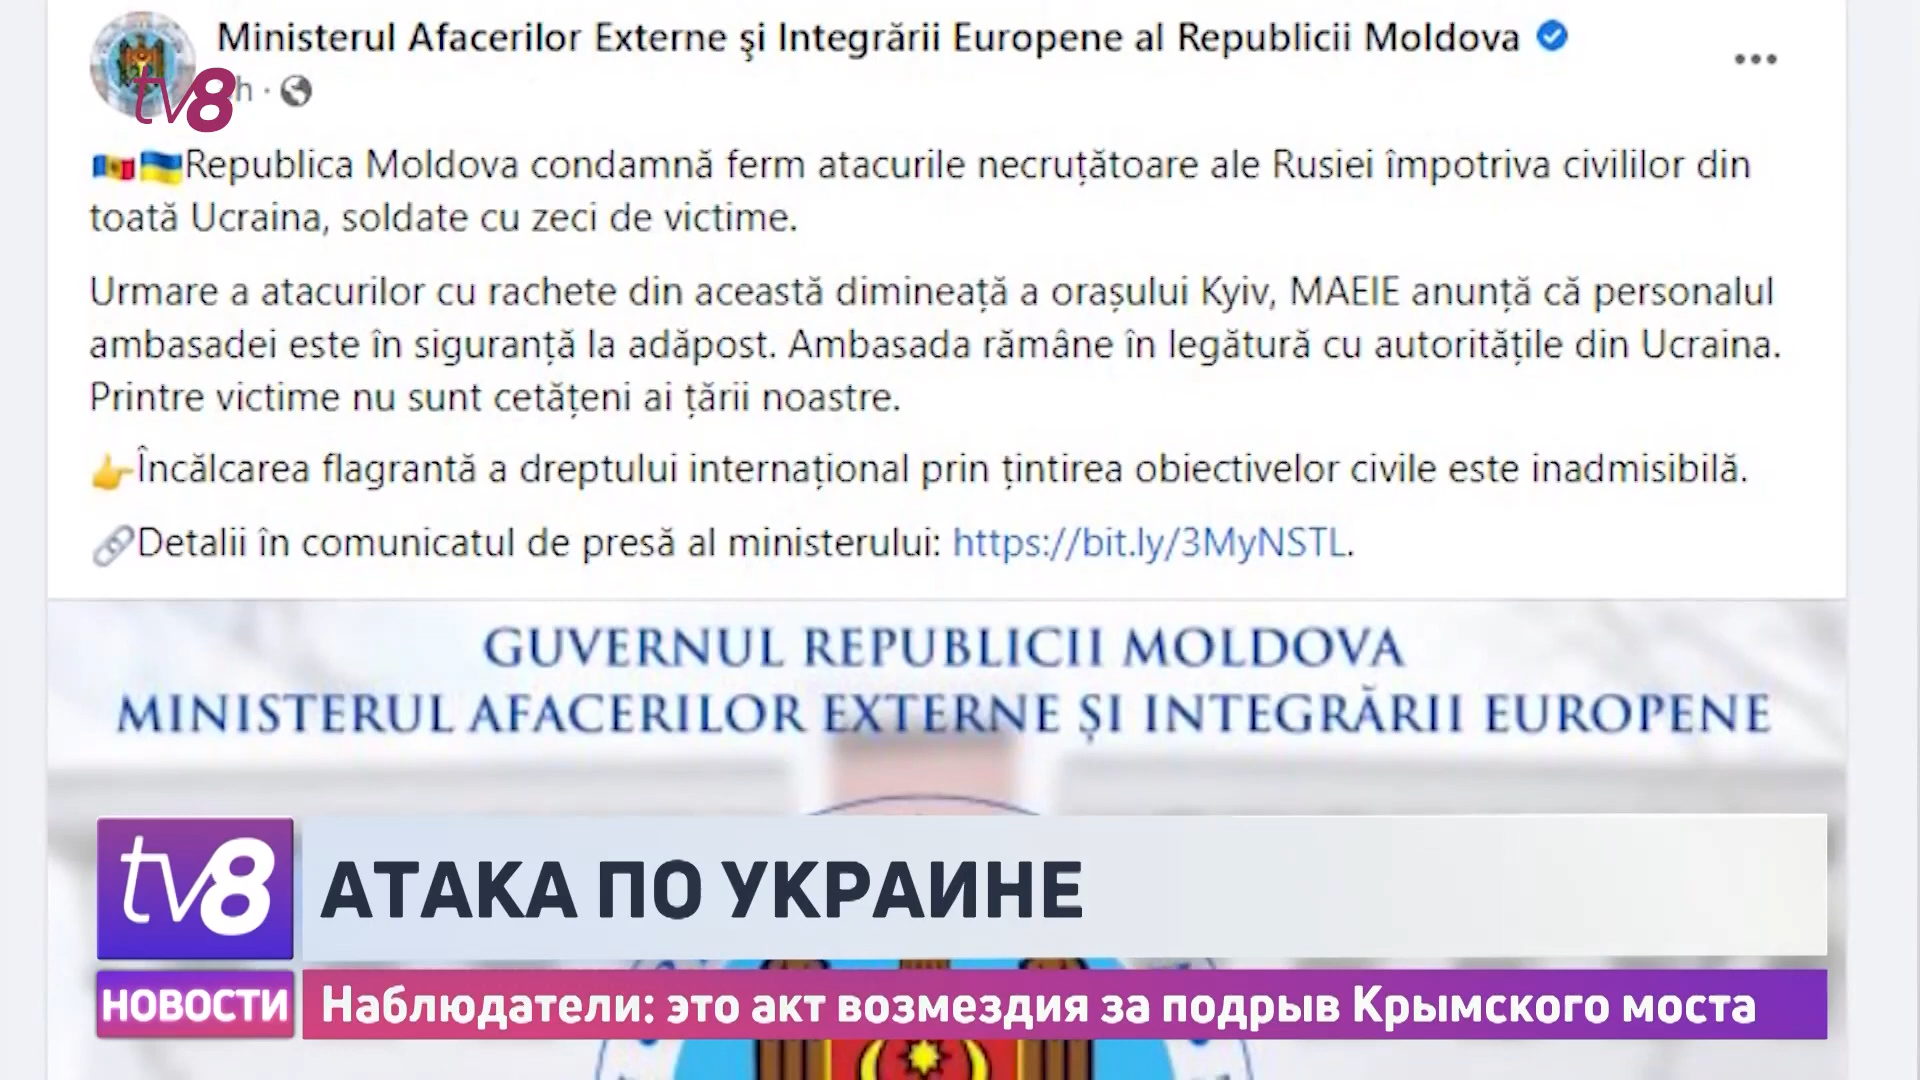 Ministerul Afacerilor Externe și Integrării Europene al Republicii Moldova
tv8
h ·
Republica Moldova condamnă ferm atacurile necruțătoare ale Rusiei împotriva civililor din
toată Ucraina, soldate cu zeci de victime.
Urmare a atacurilor cu rachete din această dimineață a orașului Kyiv, MAEIE anunță că personalul
ambasadei este în siguranță la adăpost. Ambasada rămâne în legătură cu autoritățile din Ucraina.
Printre victime nu sunt cetățeni ai țării noastre.
Încălcarea flagrantă a dreptului internațional prin țintirea obiectivelor civile este inadmisibilă.
Detalii în comunicatul de presă al ministerului: https://bit.ly/3MyNSTL.
GUVERNUL REPUBLICII MOLDOVA
MINISTERUL AFACERILOR EXTERNE ȘI INTEGRĂRII EUROPENE
tv8
АТАКА ПО УКРАИНЕ
НОВОСТИ
Наблюдатели: это акт возмездия за подрыв Крымского моста